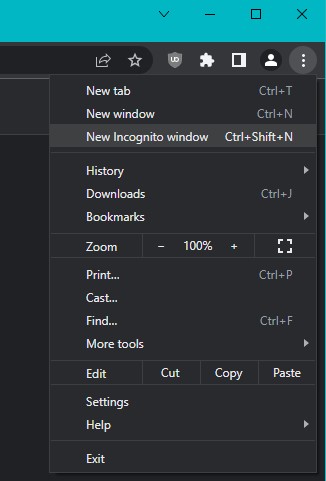 UD
New tab Ctrl+T
New window Ctrl+N
New Incognito window Ctrl+Shift+N
History
Downloads Ctrl+J
Bookmarks
Zoom − 100% +
Print... Ctrl+P
Cast...
Find... Ctrl+F
More tools
Edit Cut Copy Paste
Settings
Help
Exit